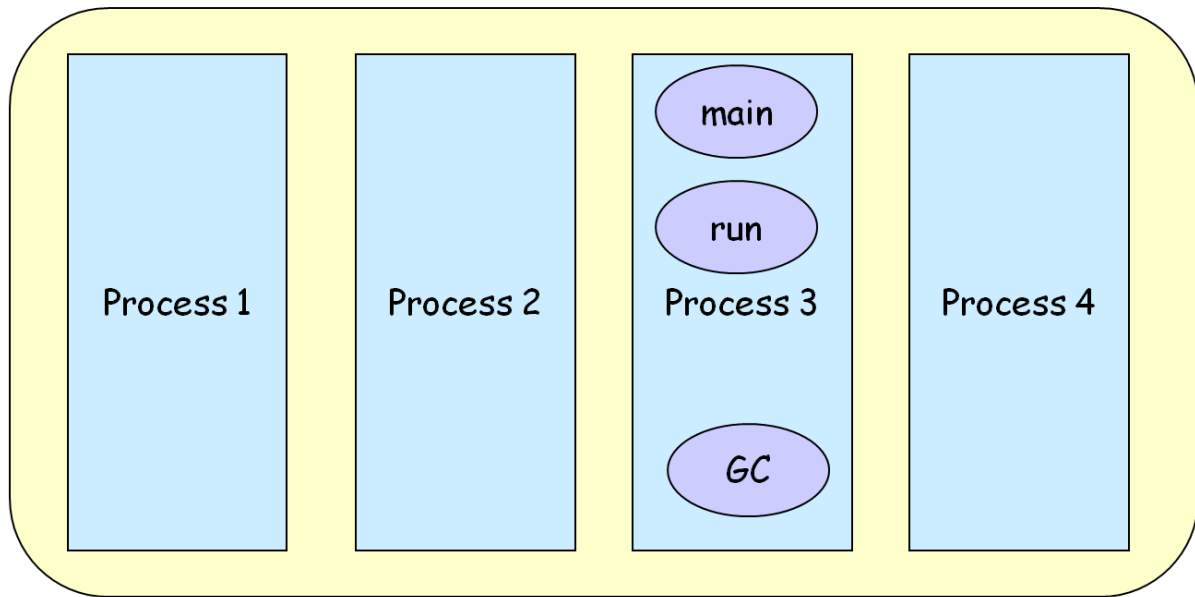 main
run
Process 1
Process 2
Process 3
Process 4
GC